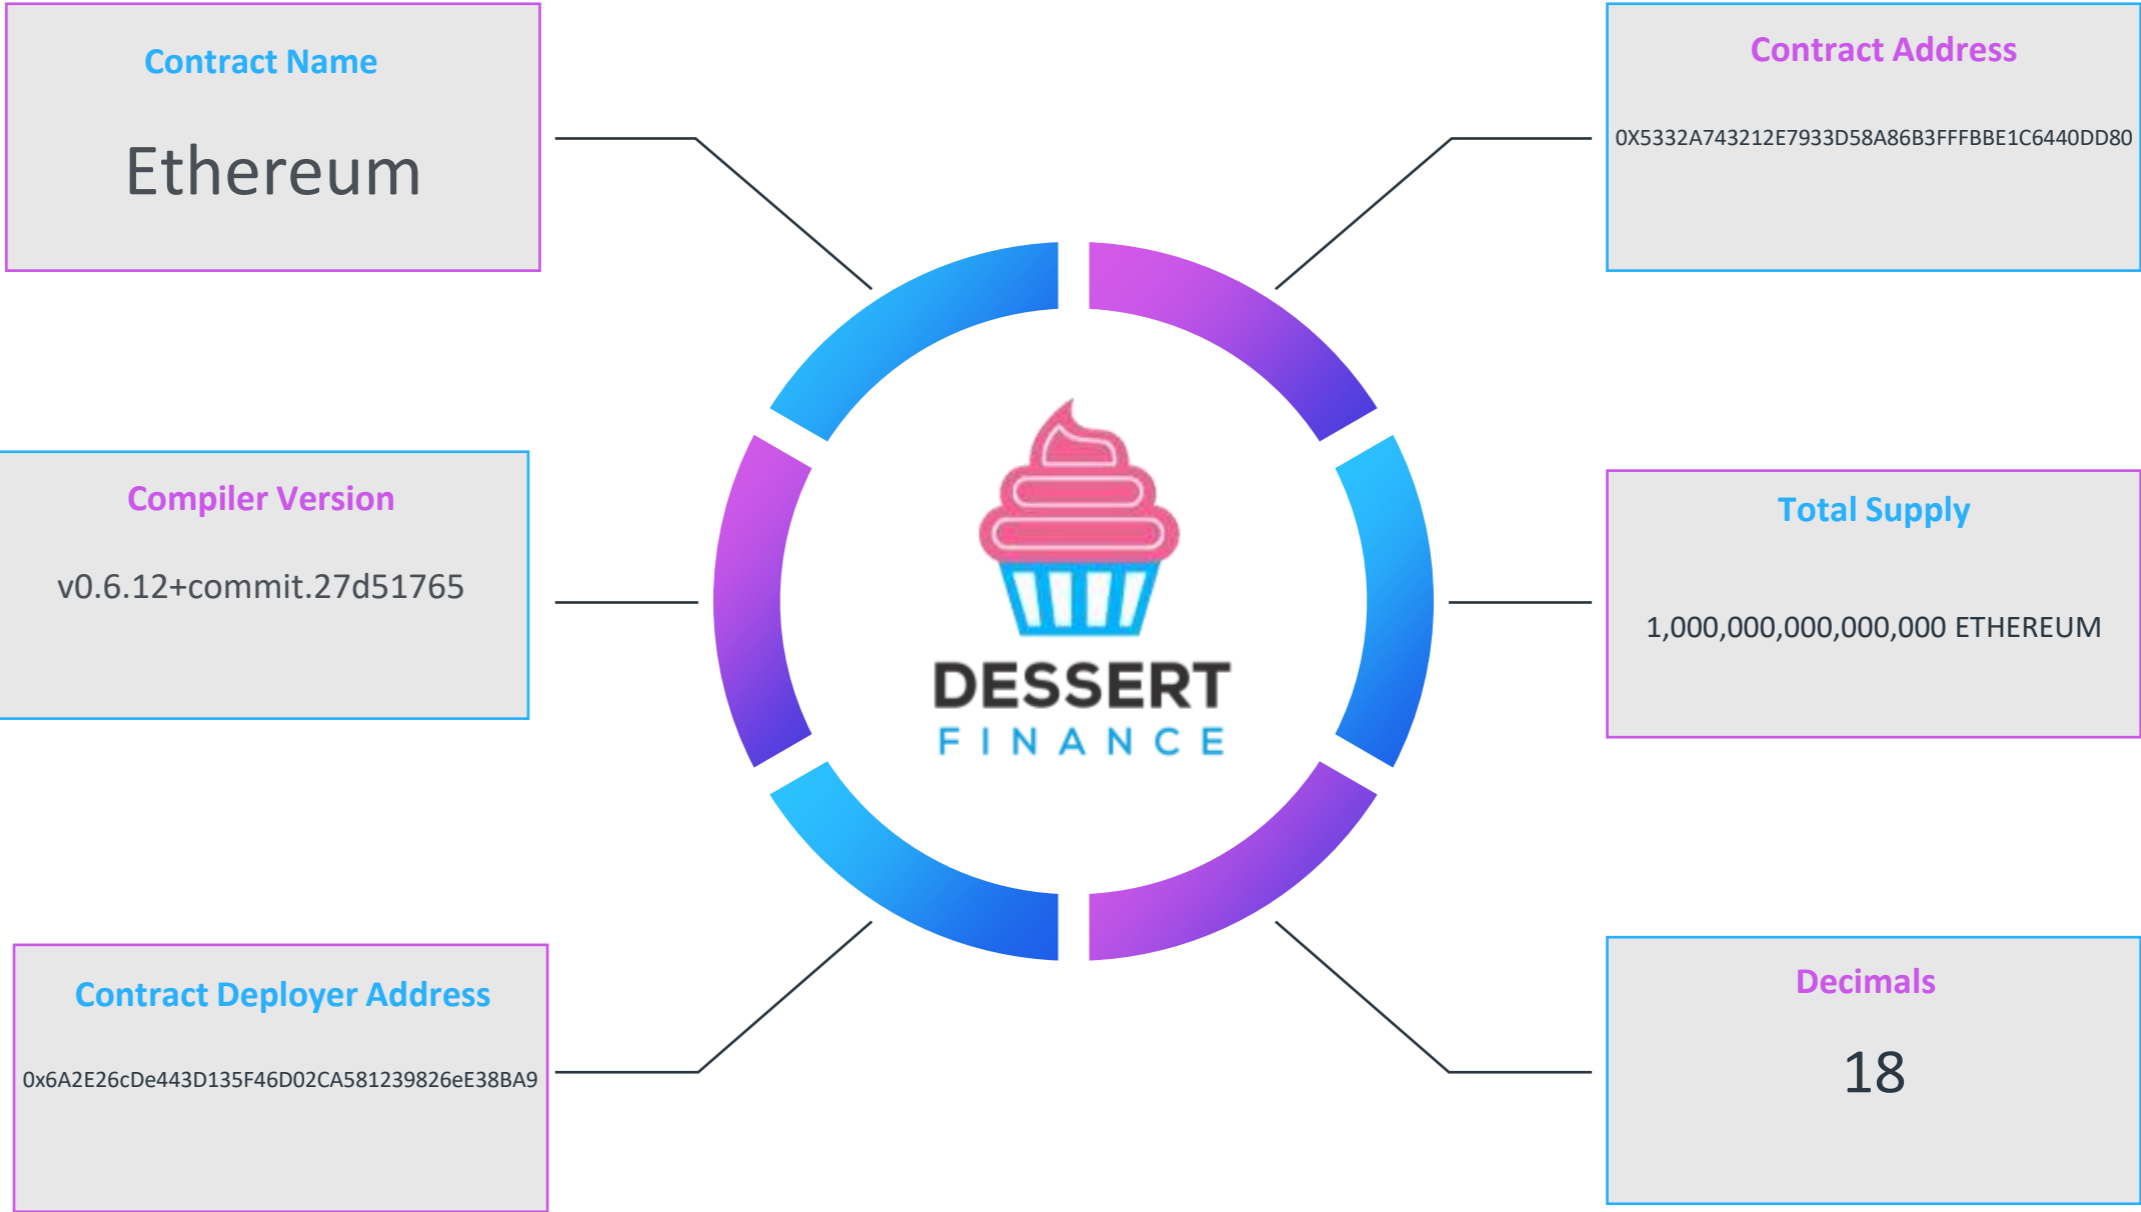 Contract Name
Ethereum
Contract Address
0X5332A743212E7933D58A86B3FFFBBE1C6440DD80
Compiler Version
v0.6.12+commit.27d51765
DESSERT
FINANCE
Total Supply
1,000,000,000,000,000 ETHEREUM
Contract Deployer Address
0x6A2E26cDe443D135F46D02CA581239826eE38BA9
Decimals
18